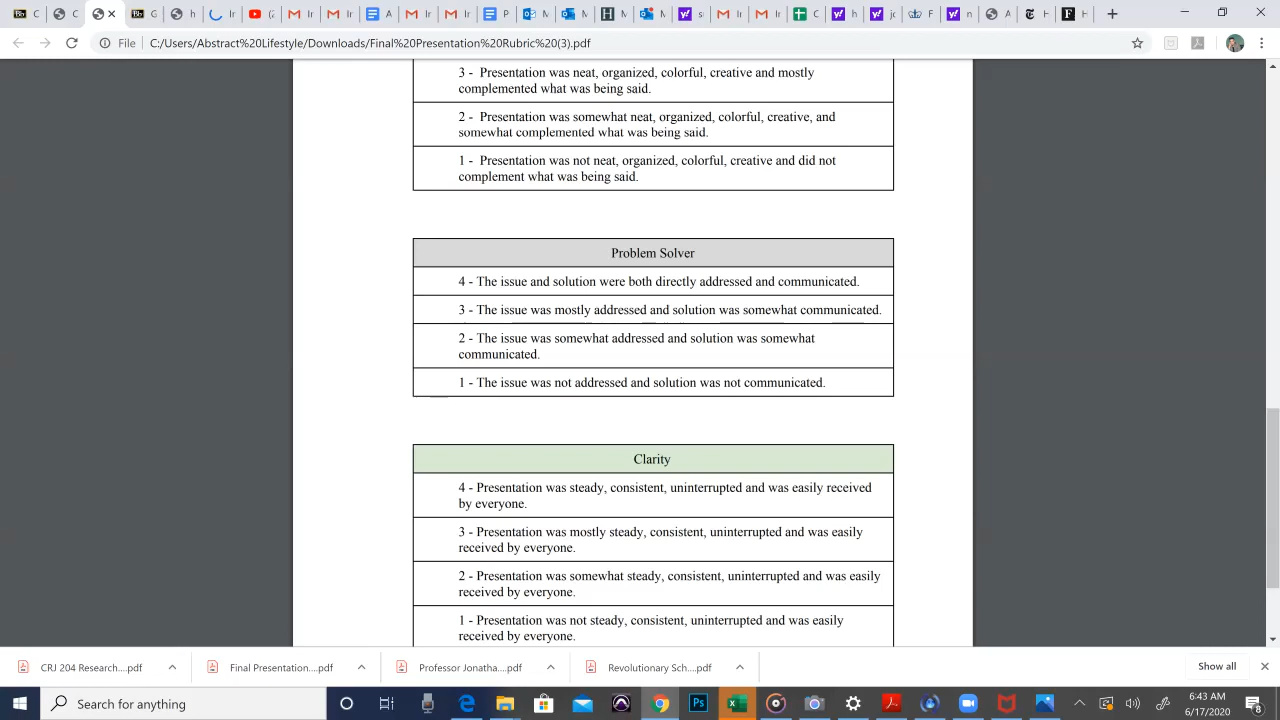 File
C:/Users/Abstract%20Lifestyle/Downloads/Final%20Presentation%20Rubric%20(3).pdf
3 - Presentation was neat, organized, colorful, creative and mostly
complemented what was being said.
2 - Presentation was somewhat neat, organized, colorful, creative, and
somewhat complemented what was being said.
1 - Presentation was not neat, organized, colorful, creative and did not
complement what was being said.
Problem Solver
4 - The issue and solution were both directly addressed and communicated.
3 - The issue was mostly addressed and solution was somewhat communicated.
2 - The issue was somewhat addressed and solution was somewhat
communicated.
1 - The issue was not addressed and solution was not communicated.
Clarity
4 - Presentation was steady, consistent, uninterrupted and was easily received
by everyone.
3 - Presentation was mostly steady, consistent, uninterrupted and was easily
received by everyone.
2 - Presentation was somewhat steady, consistent, uninterrupted and was easily
received by everyone.
1 - Presentation was not steady, consistent, uninterrupted and was easily
received by everyone.
CRJ 204 Research....pdf
Final Presentation....pdf
Professor Jonatha....pdf
Revolutionary Sch....pdf
Show all
Search for anything
6:43 AM
6/17/2020